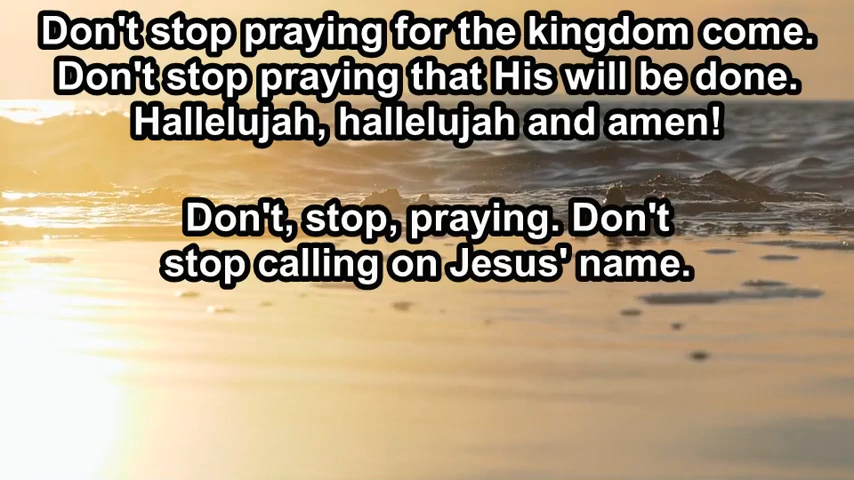 Don't stop praying for the kingdom come.
Don't stop praying that His will be done.
Hallelujah, hallelujah and amen!
Don't, stop, praying. Don't
stop calling on Jesus' name.